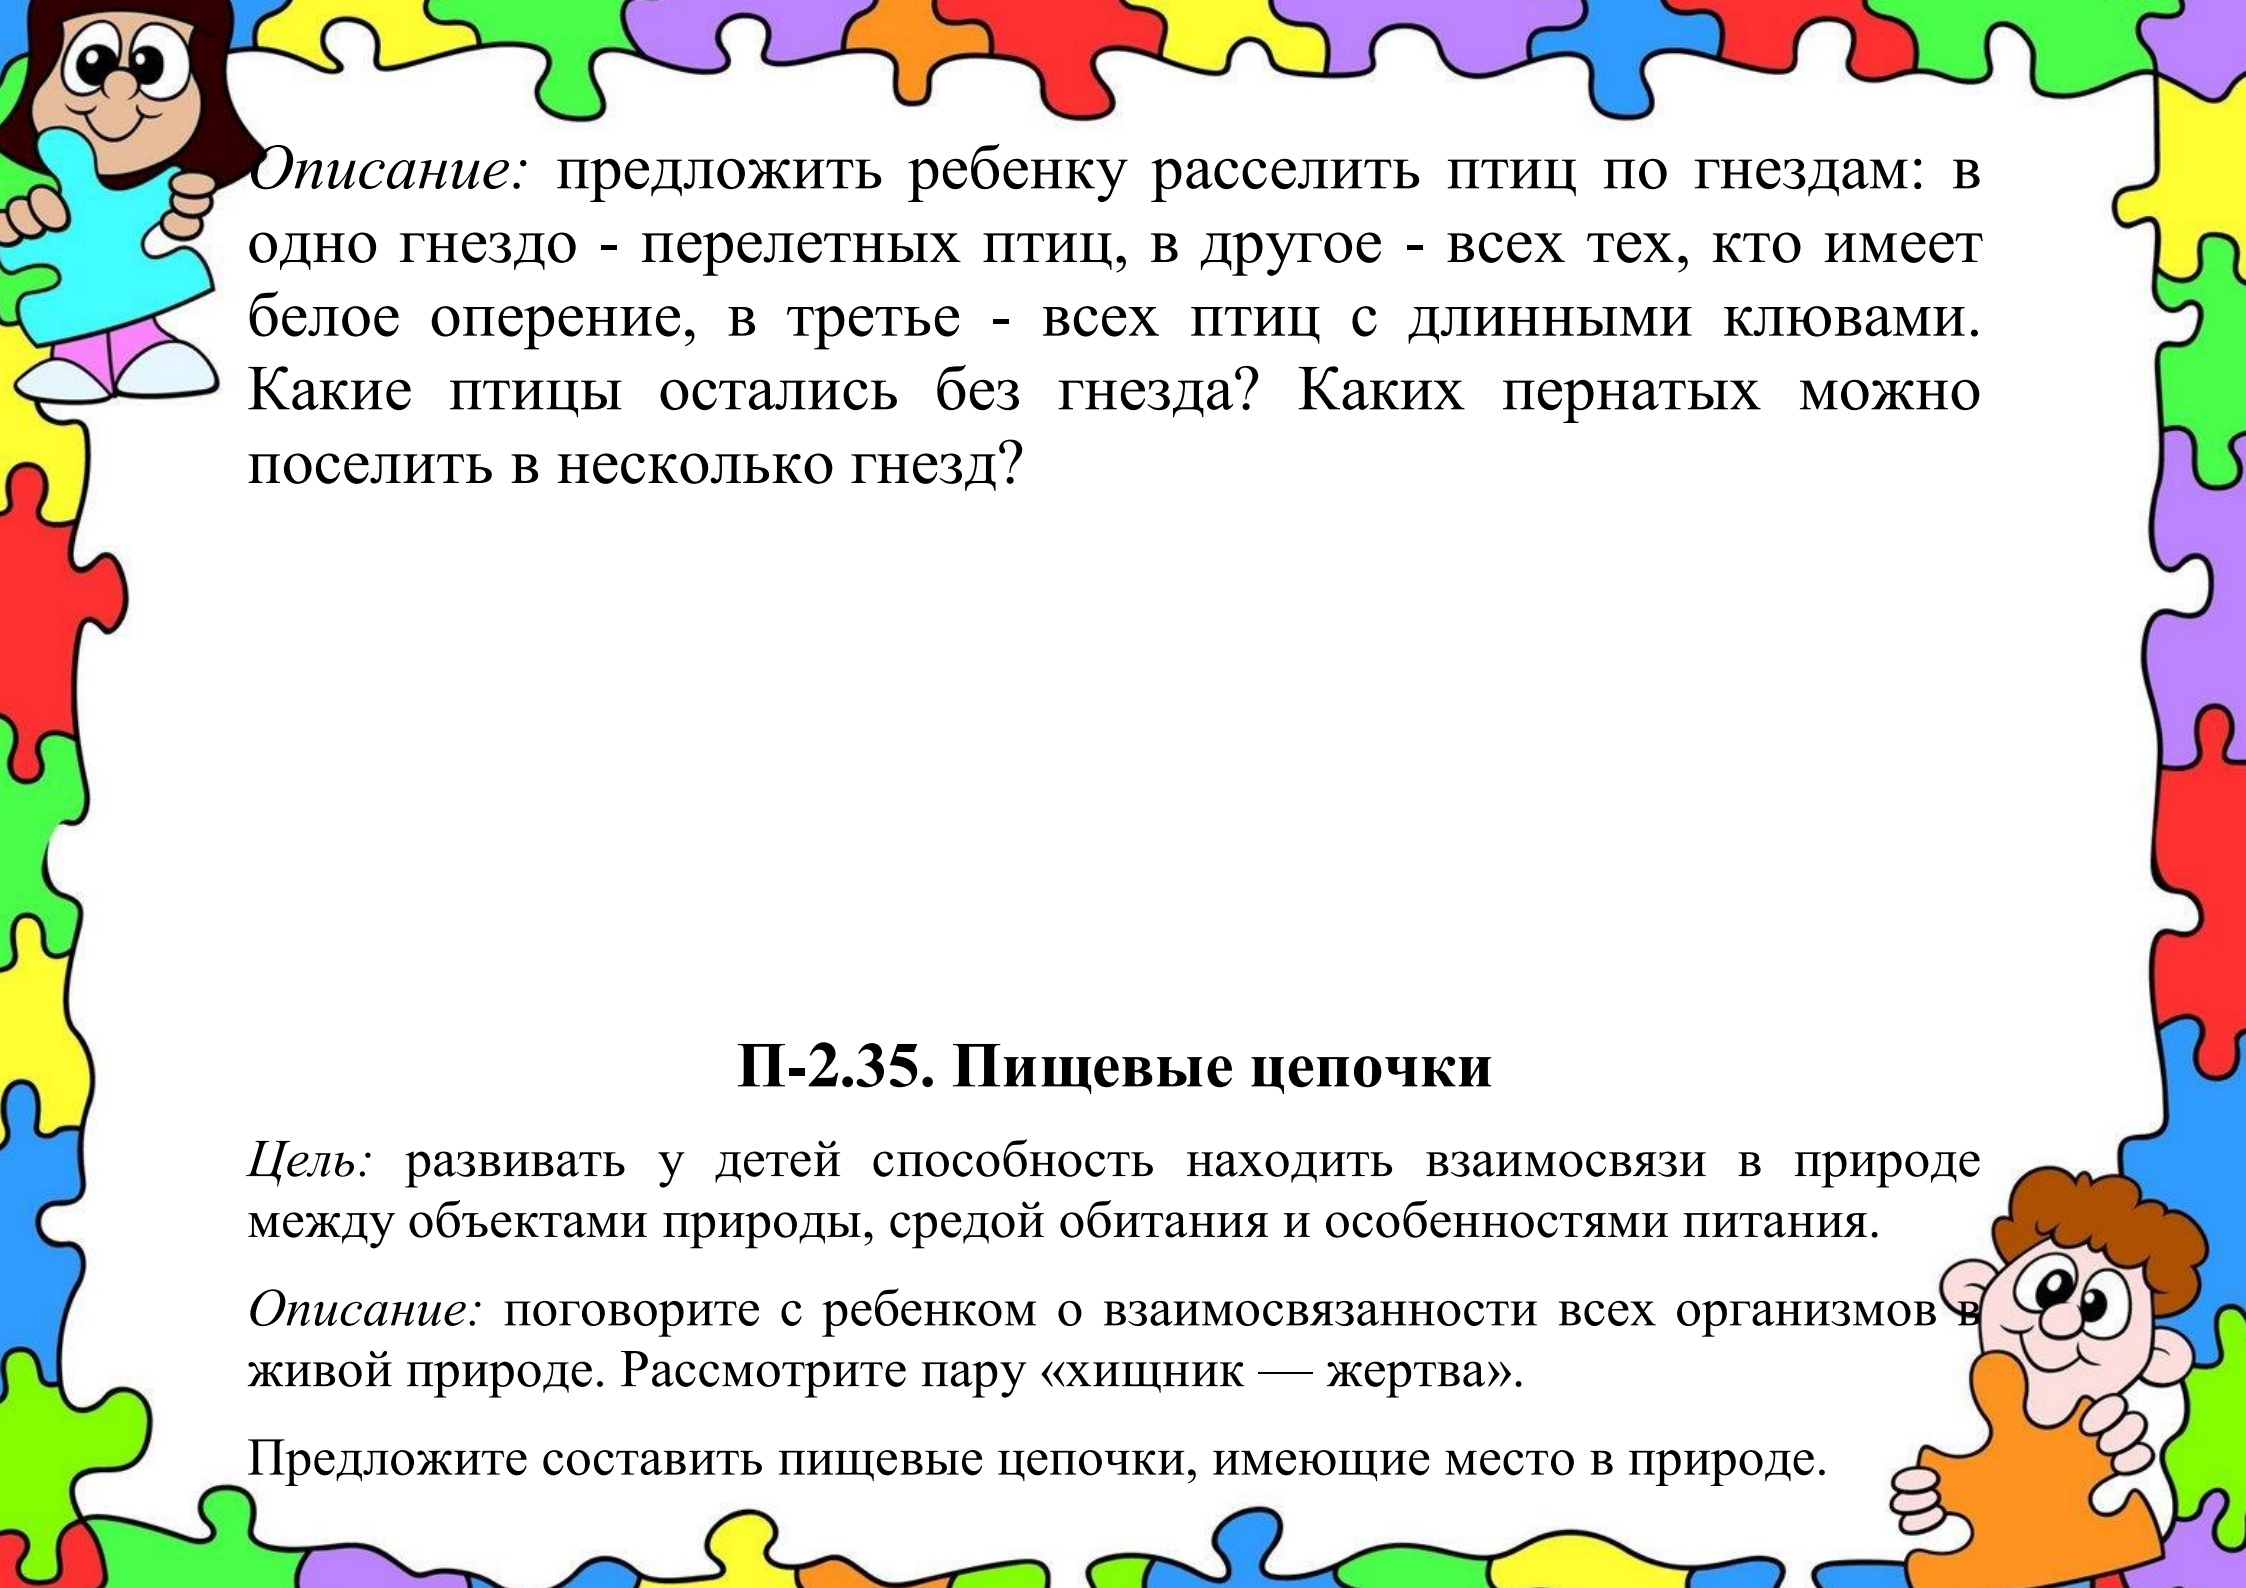 Описание: предложить ребенку расселить птиц по гнездам: в
одно гнездо - перелетных птиц, в другое - всех тех, кто имеет
белое оперение, в третье - всех птиц с длинными клювами.
Какие птицы остались без гнезда? Каких пернатых можно
поселить в несколько гнезд?
П-2.35. Пищевые цепочки
Цель: развивать у детей способность находить взаимосвязи в природе
между объектами природы, средой обитания и особенностями питания.
Описание: поговорите с ребенком о взаимосвязанности всех организмов в
живой природе. Рассмотрите пару «хищник — жертва».
Предложите составить пищевые цепочки, имеющие место в природе.